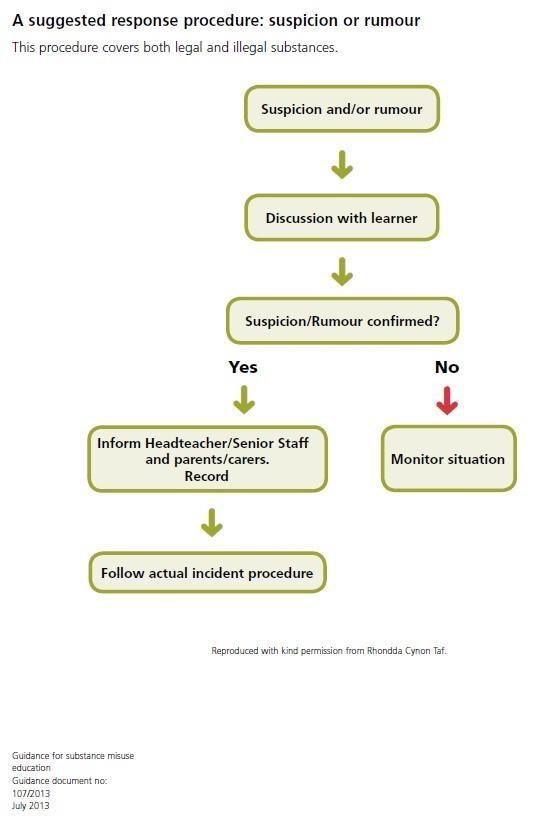 A suggested response procedure: suspicion or rumour
This procedure covers both legal and illegal substances.
Suspicion and/or rumour
Discussion with learner
Suspicion/Rumour confirmed?
Yes
No
Inform Headteacher/Senior Staff
and parents/carers.
Record
Monitor situation
Follow actual incident procedure
Reproduced with kind permission from Rhondda Cynon Taf.
Guidance for substance misuse
education
Guidance document no:
107/2013
July 2013